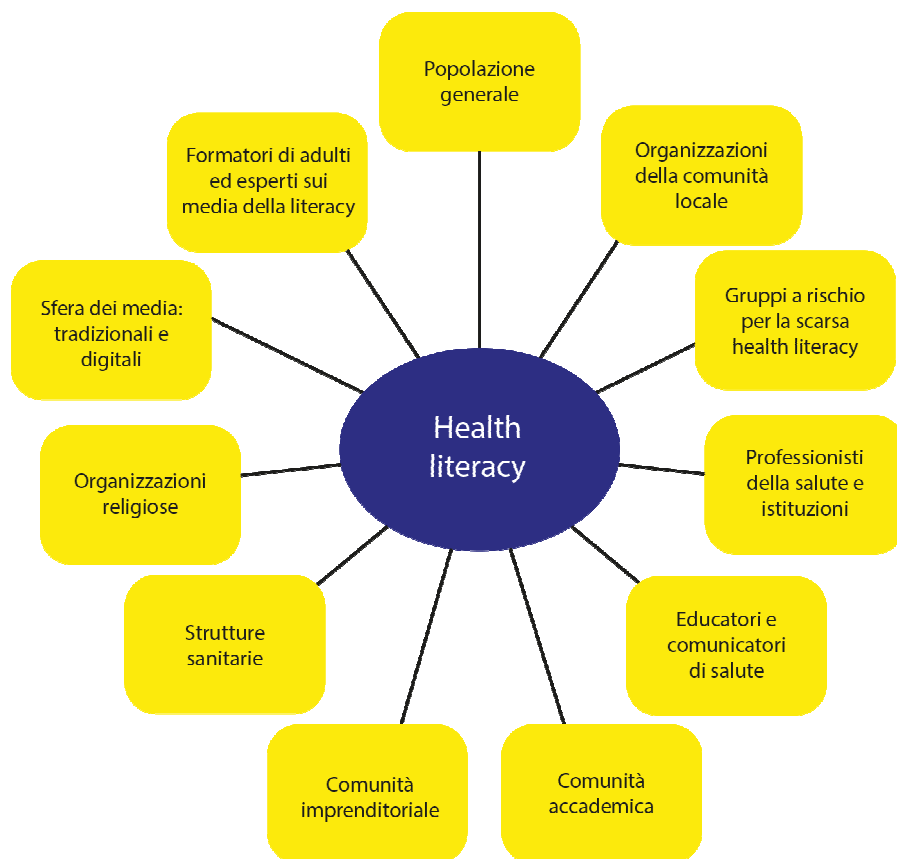 Popolazione
generale
Organizzazioni
della comunità
locale
Gruppi a rischio
per la scarsa
health literacy
Professionisti
della salute e
istituzioni
Educatori e
comunicatori
di salute
Comunità
accademica
Comunità
imprenditoriale
Strutture
sanitarie
Organizzazioni
religiose
Sfera dei media:
tradizionali e
digitali
Formatori di adulti
ed esperti sui
media della literacy
Health
literacy